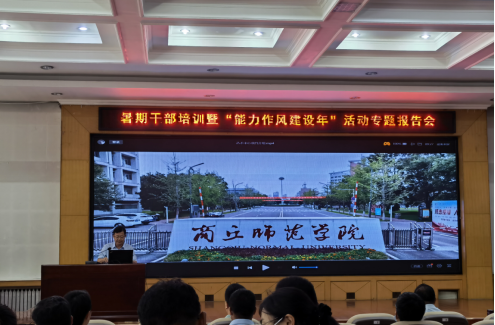 暑期干部培训暨“能力作风建设年”活动专题报告会
商丘师范学院
SHANGQIU NORMAL UNIVERSITY